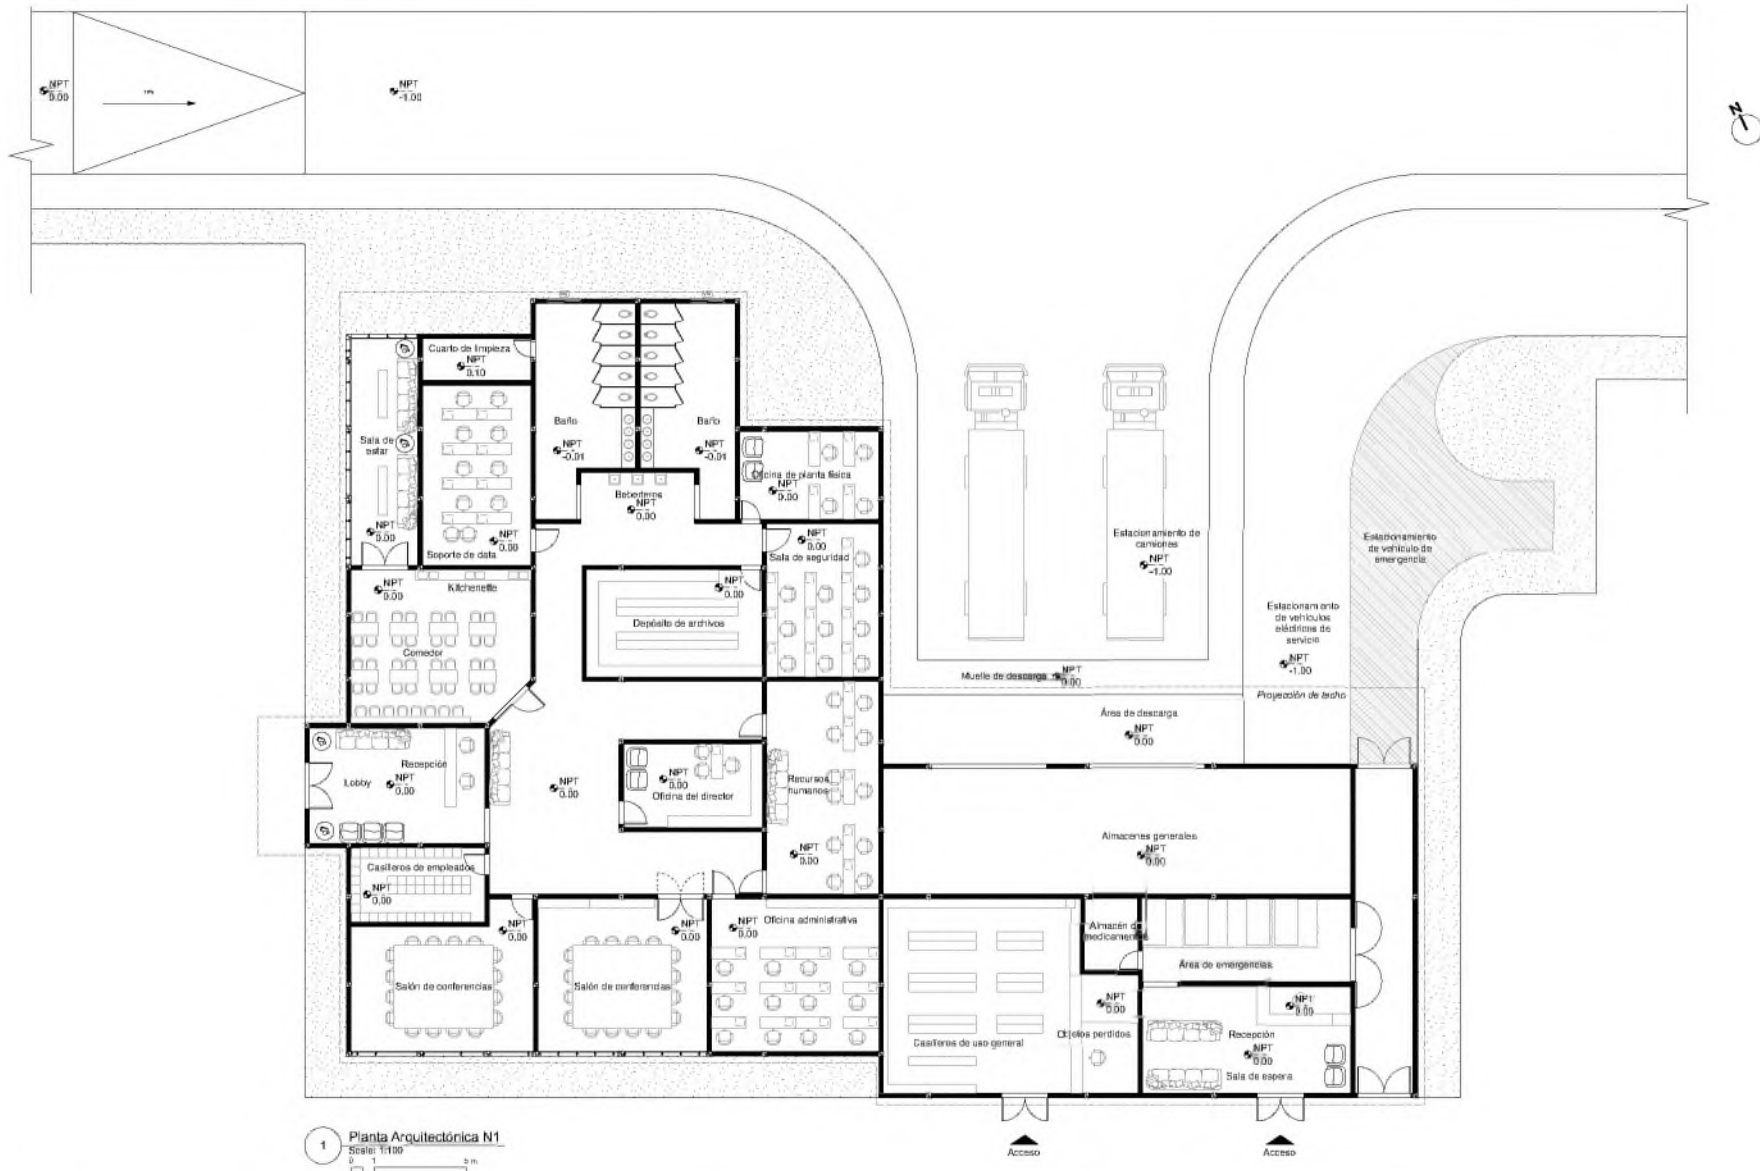 NPT
0.00
NPT
-1.00
N
Cuarto de limpieza
NPT
0.10
Sala de
estar
NPT
0.00
Soporte de data
NPT
0.00
Baño
NPT
-0.01
Baño
NPT
-0.01
Bebederos
NPT
0.00
Oficina de planta física
NPT
0.00
NPT
0.00
Sala de seguridad
Estacionamiento de
camiones
NPT
-1.00
Estacionamiento
de vehículo de
emergencia
Estacionamiento
de vehículos
eléctricos de
servicio
NPT
-1.00
NPT
0.00
Kitchenette
Comedor
NPT
0.00
Depósito de archivos
Muelle de descarga
NPT
0.00
Proyección de techo
Área de descarga
NPT
0.00
Recepción
Lobby
NPT
0.00
NPT
0.00
NPT
0.00
Oficina del director
Recursos
humanos
NPT
0.00
Almacenes generales
NPT
0.00
Casilleros de empleados
NPT
0.00
NPT
0.00
Salón de conferencias
NPT
0.00
Salón de conferencias
Oficina administrativa
NPT
0.00
Almacén de
medicamentos
Área de emergencias
NPT
0.00
Objetos perdidos
Casilleros de uso general
NPT
0.00
Recepción
NPT
0.00
Sala de espera
Acceso
Acceso
1
Planta Arquitectónica N1
Scale: 1:100
0 1 5 m